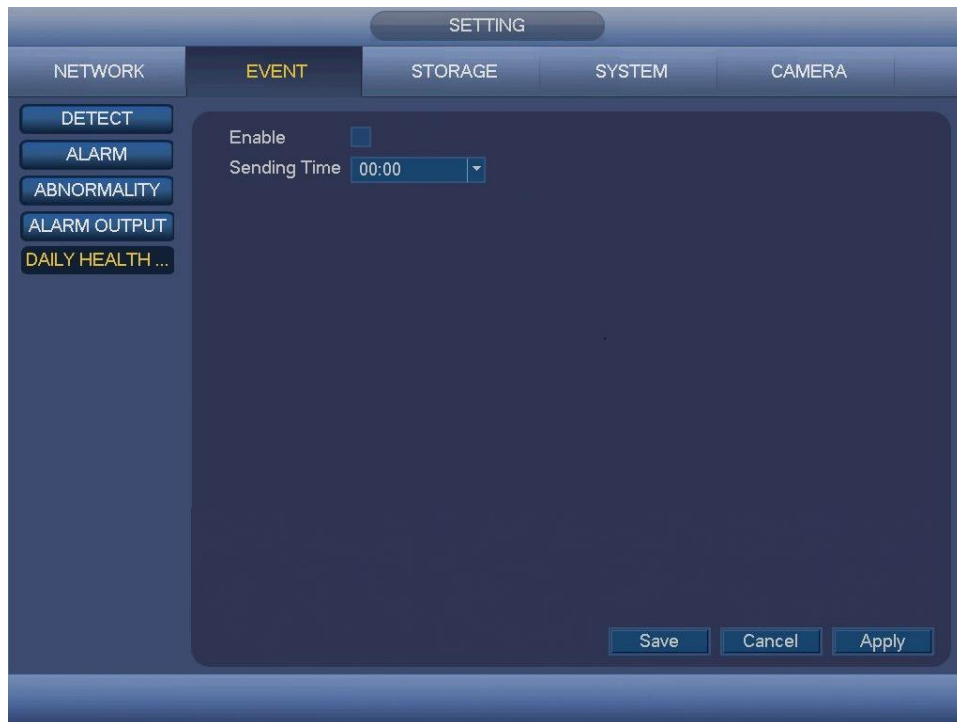 SETTING
NETWORK EVENT STORAGE SYSTEM CAMERA
DETECT
ALARM
ABNORMALITY
ALARM OUTPUT
DAILY HEALTH ...
Enable
Sending Time 00:00
Save Cancel Apply